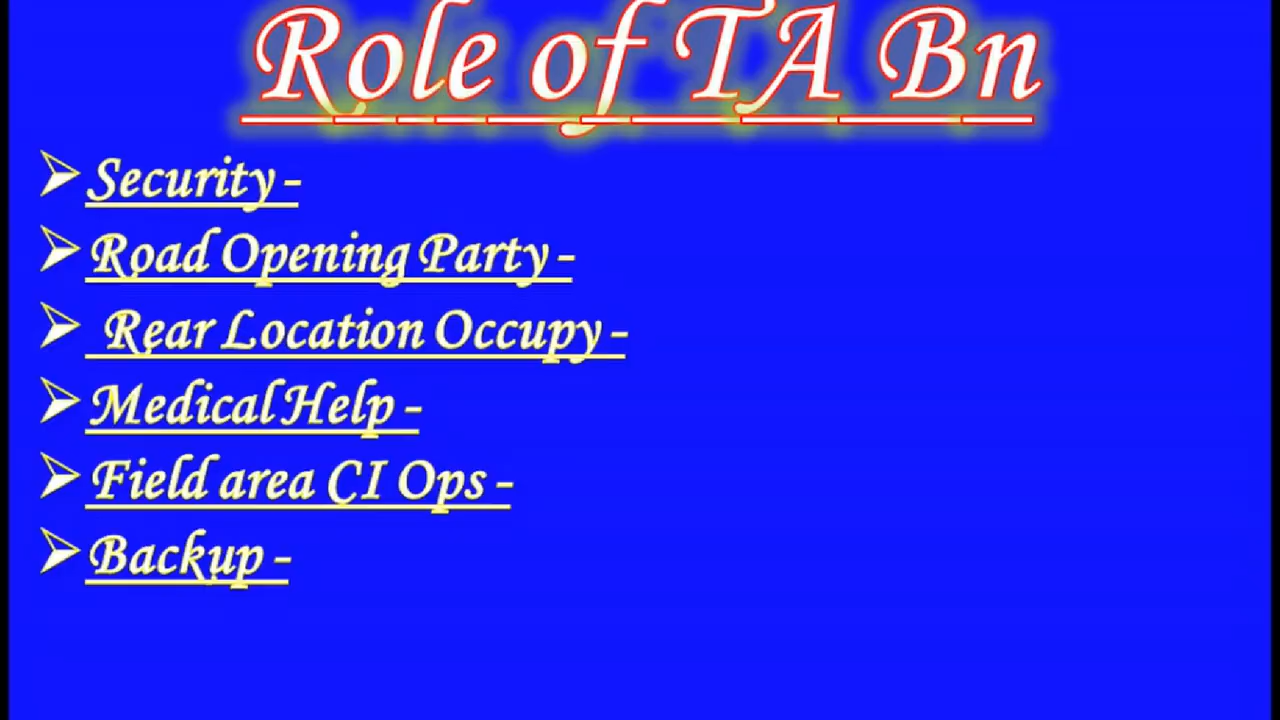 Role of TA Bn
Security -
Road Opening Party -
Rear Location Occupy -
Medical Help -
Field area CI Ops -
Backup -